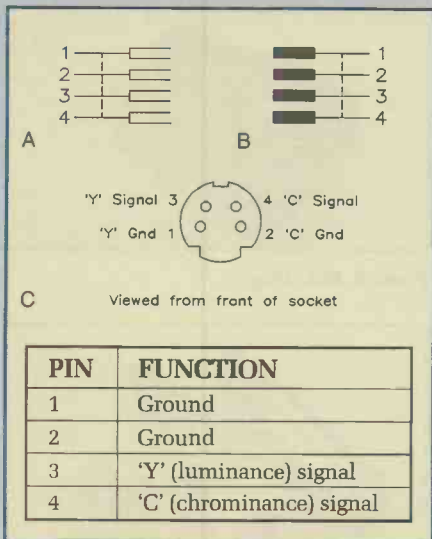 1 1
2 2
3 3
4 4
A B
'Y' Signal 3 4 'C' Signal
'Y' Gnd 1 2 'C' Gnd
C Viewed from front of socket
PIN FUNCTION
1 Ground
2 Ground
3 'Y' (luminance) signal
4 'C' (chrominance) signal